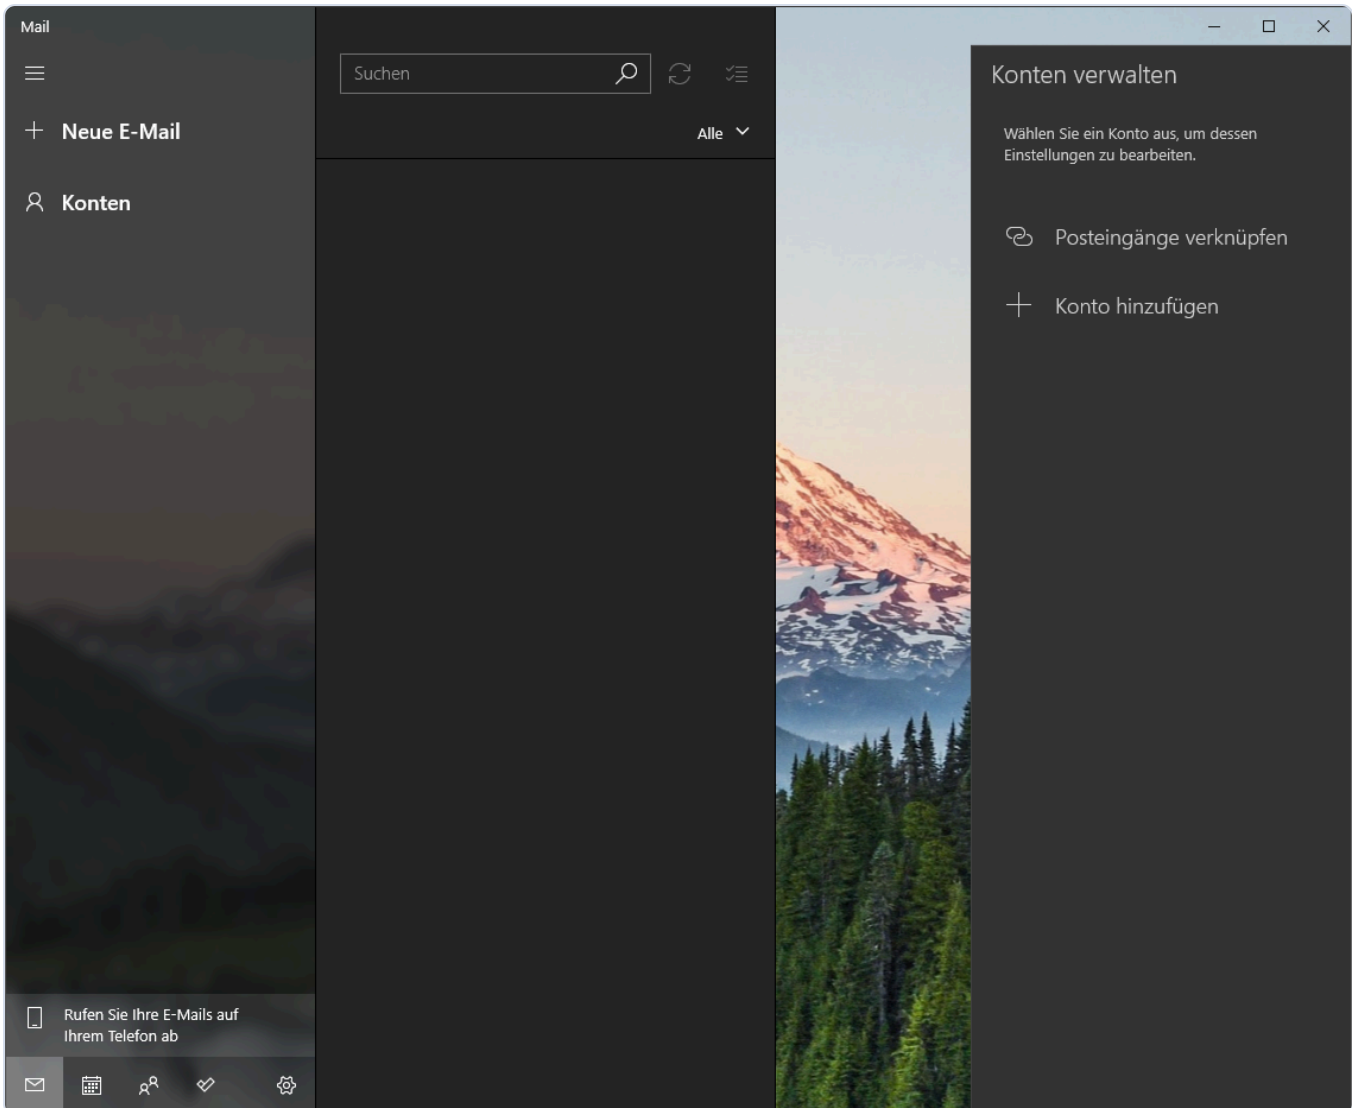 Mail
Neue E-Mail
Konten
Rufen Sie Ihre E-Mails auf
Ihrem Telefon ab
Suchen
Alle
Konten verwalten
Wählen Sie ein Konto aus, um dessen
Einstellungen zu bearbeiten.
Posteingänge verknüpfen
Konto hinzufügen